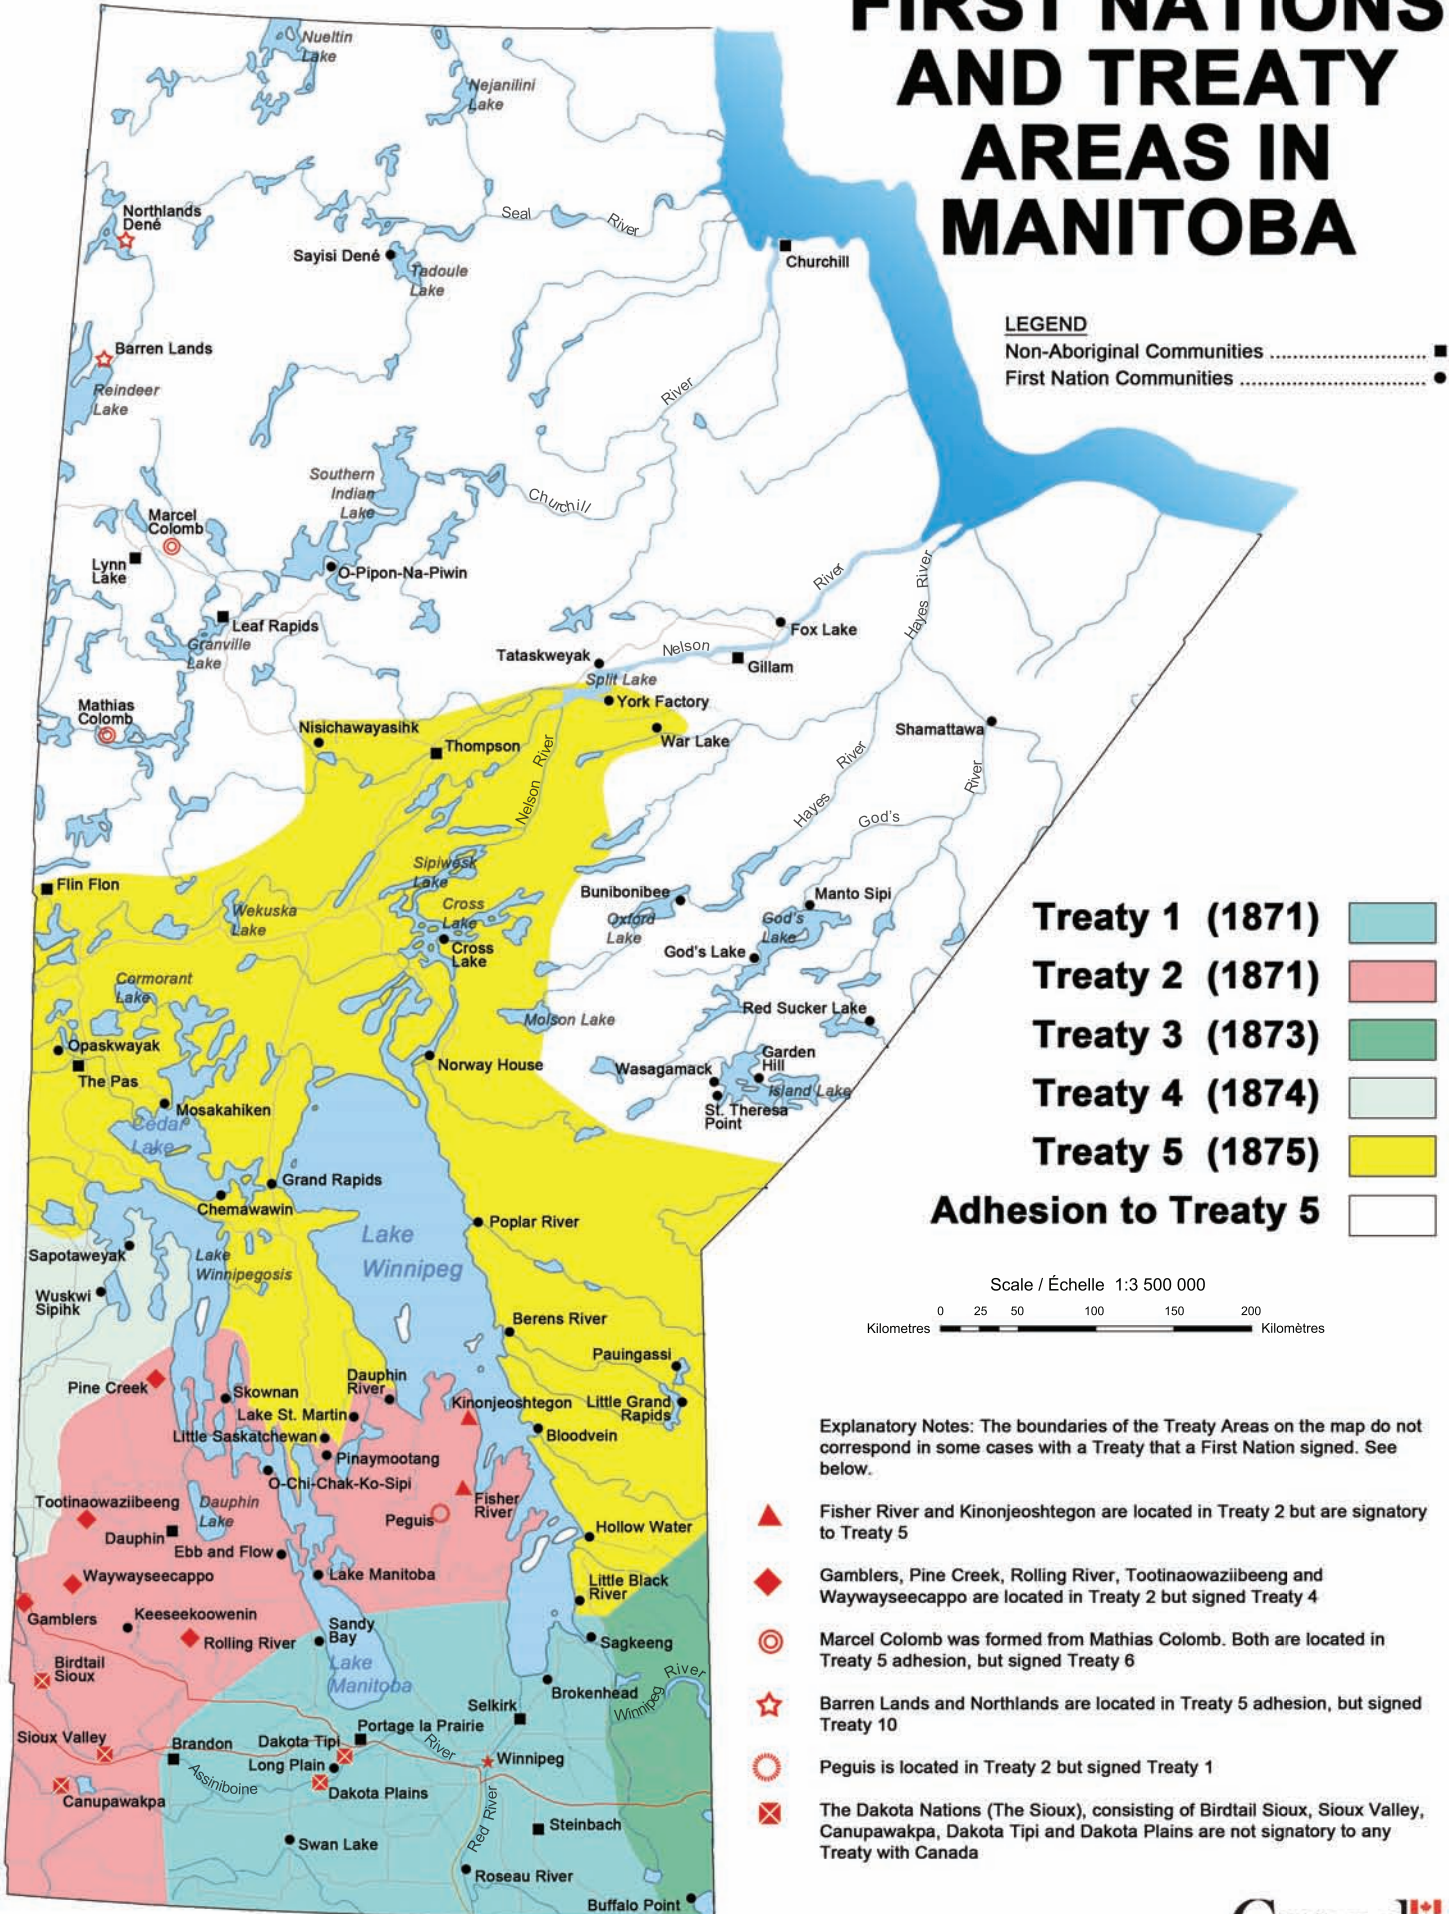 FIRST NATIONS
AND TREATY
AREAS IN
MANITOBA
LEGEND
Non-Aboriginal Communities
First Nation Communities
Nueltin
Lake
Nejanilini
Lake
Northlands
Dené
Seal
River
Sayisi Dené
Tadoule
Lake
Churchill
Barren Lands
Reindeer
Lake
River
Southern
Indian
Lake
Churchill
Marcel
Colomb
Lynn
Lake
O-Pipon-Na-Piwin
River
Hayes River
Leaf Rapids
Granville
Lake
Fox Lake
Tataskweyak
Nelson
Gillam
Split Lake
York Factory
Mathias
Colomb
Nisichawayasihk
Thompson
War Lake
Shamattawa
Nelson River
Hayes
River
God's
River
Sipiwesk
Lake
Flin Flon
Wekuska
Lake
Cross
Lake
Cross
Lake
Bunibonibee
Oxford
Lake
Manto Sipi
God's
Lake
God's Lake
Cormorant
Lake
Molson Lake
Red Sucker Lake
Opaskwayak
The Pas
Norway House
Garden
Hill
Wasagamack
Island Lake
St. Theresa
Point
Mosakahiken
Cedar
Lake
Grand Rapids
Chemawawin
Poplar River
Lake
Winnipeg
Sapotaweyak
Lake
Winnipegosis
Wuskwi
Sipihk
Berens River
Pauingassi
Pine Creek
Skownan
Dauphin
River
Kinonjeoshtegon
Little Grand
Rapids
Lake St. Martin
Little Saskatchewan
Bloodvein
Pinaymootang
O-Chi-Chak-Ko-Sipi
Tootinaowaziibeeng
Dauphin
Lake
Fisher
River
Peguis
Dauphin
Hollow Water
Ebb and Flow
Waywayseecappo
Lake Manitoba
Little Black
River
Gamblers
Keeseekoowenin
Rolling River
Sandy
Bay
Sagkeeng
Birdtail
Sioux
Lake
Manitoba
Winnipeg River
Brokenhead
Selkirk
Sioux Valley
Brandon
Portage la Prairie
Dakota Tipi
River
Winnipeg
Long Plain
Assiniboine
Dakota Plains
Canupawakpa
Red River
Steinbach
Swan Lake
Roseau River
Buffalo Point
Treaty 1 (1871)
Treaty 2 (1871)
Treaty 3 (1873)
Treaty 4 (1874)
Treaty 5 (1875)
Adhesion to Treaty 5
Scale / Échelle 1:3 500 000
0 25 50 100 150 200
Kilometres Kilomètres
Explanatory Notes: The boundaries of the Treaty Areas on the map do not
correspond in some cases with a Treaty that a First Nation signed. See
below.
Fisher River and Kinonjeoshtegon are located in Treaty 2 but are signatory
to Treaty 5
Gamblers, Pine Creek, Rolling River, Tootinaowaziibeeng and
Waywayseecappo are located in Treaty 2 but signed Treaty 4
Marcel Colomb was formed from Mathias Colomb. Both are located in
Treaty 5 adhesion, but signed Treaty 6
Barren Lands and Northlands are located in Treaty 5 adhesion, but signed
Treaty 10
Peguis is located in Treaty 2 but signed Treaty 1
The Dakota Nations (The Sioux), consisting of Birdtail Sioux, Sioux Valley,
Canupawakpa, Dakota Tipi and Dakota Plains are not signatory to any
Treaty with Canada